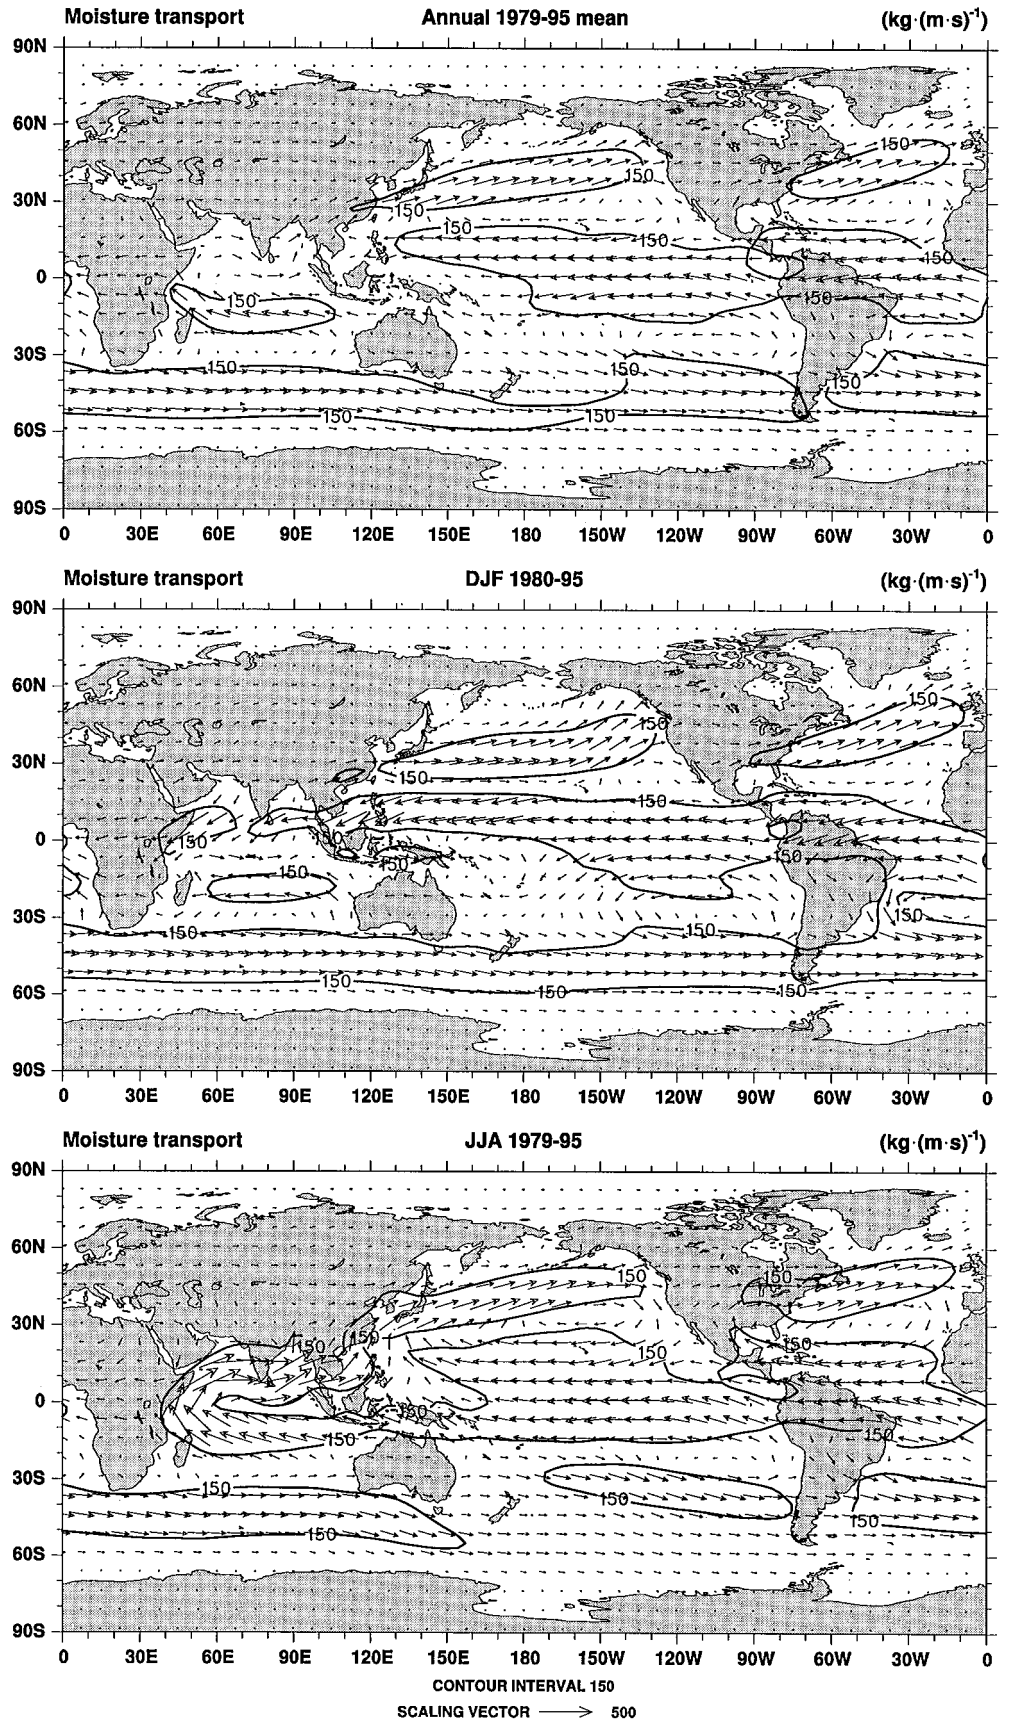 Moisture transport Annual 1979-95 mean (kg·(m·s)⁻¹)
90N
60N
150
150
30N
150
150
150
150
0
150
150
30S
150
150
150
150
60S
90S
0 30E 60E 90E 120E 150E 180 150W 120W 90W 60W 30W 0
Moisture transport DJF 1980-95 (kg·(m·s)⁻¹)
90N
60N
150
150
30N
150
150
150
150
0
150
150
150
30S
150
150
150
150
60S
150
150
90S
0 30E 60E 90E 120E 150E 180 150W 120W 90W 60W 30W 0
Moisture transport JJA 1979-95 (kg·(m·s)⁻¹)
90N
60N
150
150
30N
150
150
150
150
0
150
150
150
30S
150
150
150
150
60S
90S
0 30E 60E 90E 120E 150E 180 150W 120W 90W 60W 30W 0
CONTOUR INTERVAL 150
SCALING VECTOR 500